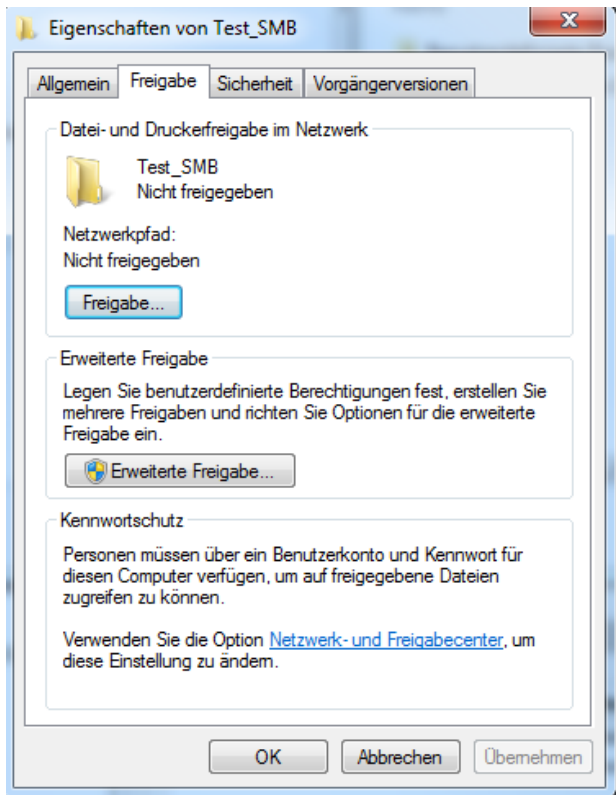 Eigenschaften von Test_SMB
Allgemein Freigabe Sicherheit Vorgängerversionen
Datei- und Druckerfreigabe im Netzwerk
Test_SMB
Nicht freigegeben
Netzwerkpfad:
Nicht freigegeben
Freigabe...
Erweiterte Freigabe
Legen Sie benutzerdefinierte Berechtigungen fest, erstellen Sie
mehrere Freigaben und richten Sie Optionen für die erweiterte
Freigabe ein.
Erweiterte Freigabe...
Kennwortschutz
Personen müssen über ein Benutzerkonto und Kennwort für
diesen Computer verfügen, um auf freigegebene Dateien
zugreifen zu können.
Verwenden Sie die Option Netzwerk- und Freigabecenter, um
diese Einstellung zu ändern.
OK Abbrechen Übernehmen